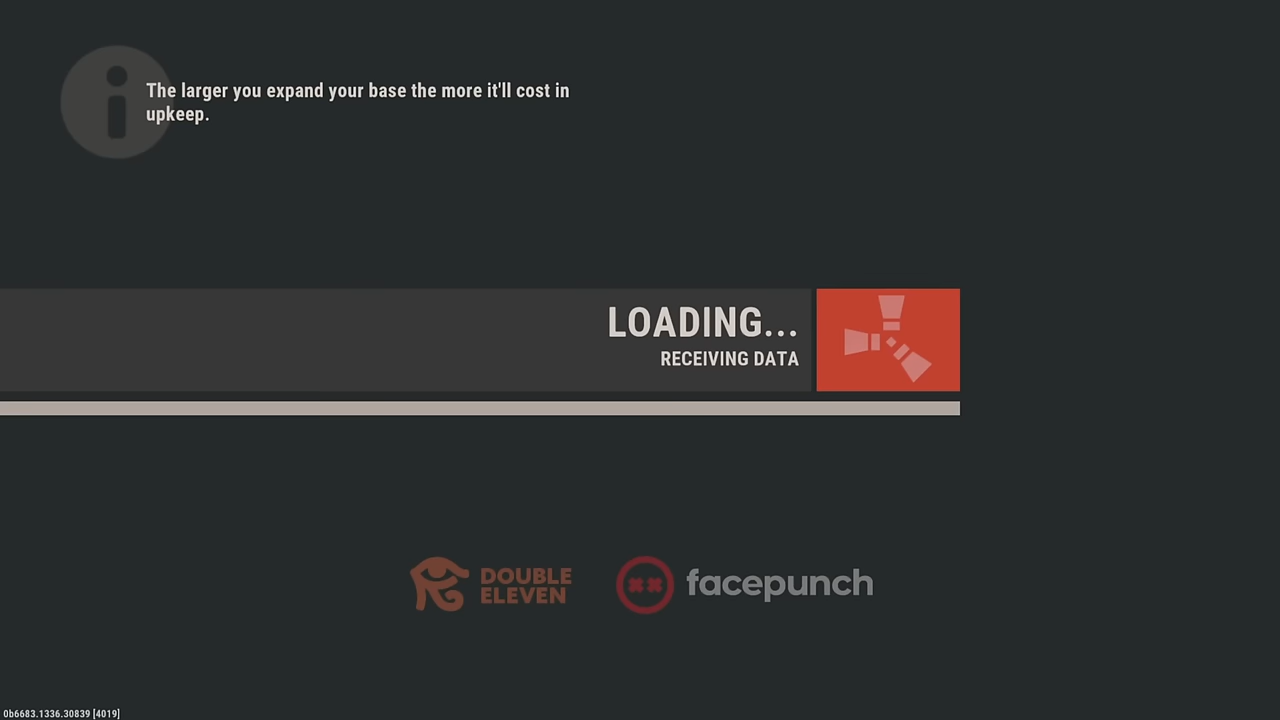 The larger you expand your base the more it'll cost in
upkeep.
LOADING...
RECEIVING DATA
DOUBLE
ELEVEN
facepunch
0b6683.1336.30839 [4019]